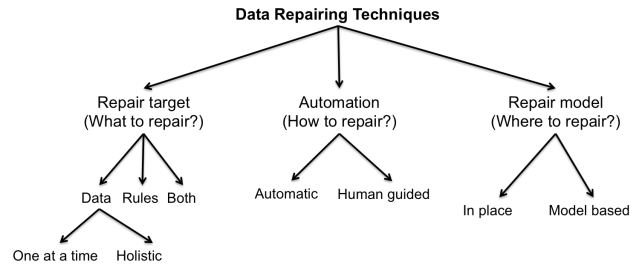 Data Repairing Techniques
Repair target
(What to repair?)
Automation
(How to repair?)
Repair model
(Where to repair?)
Data Rules Both
Automatic Human guided
In place Model based
One at a time Holistic